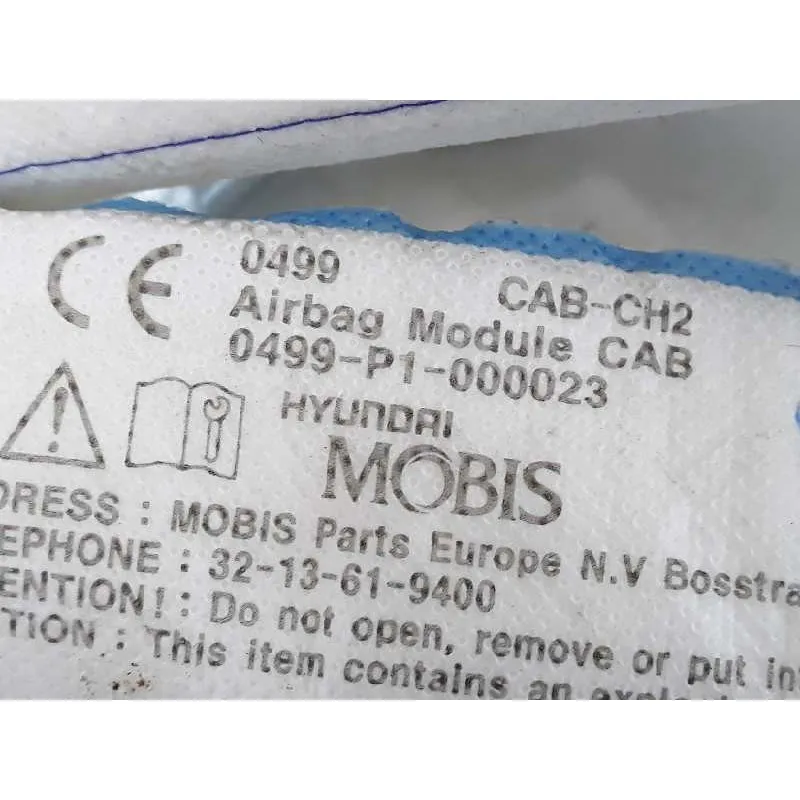 CE 0499 CAB-CH2
Airbag Module CAB
0499-P1-000023
HYUNDAI
MOBIS
DRESS : MOBIS Parts Europe N.V Bosstra
EPHONE : 32-13-61-9400
ENTION! : Do not open, remove or put int
TION : This item contains an